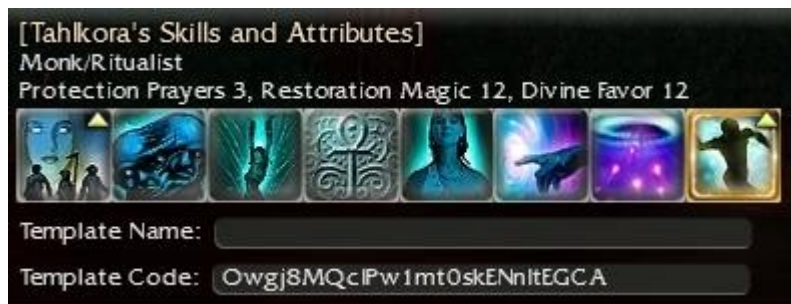 [Tahlkora's Skills and Attributes]
Monk/Ritualist
Protection Prayers 3, Restoration Magic 12, Divine Favor 12
Template Name:
Template Code: Owgj8MQclPw1mt0skENnltEGCA